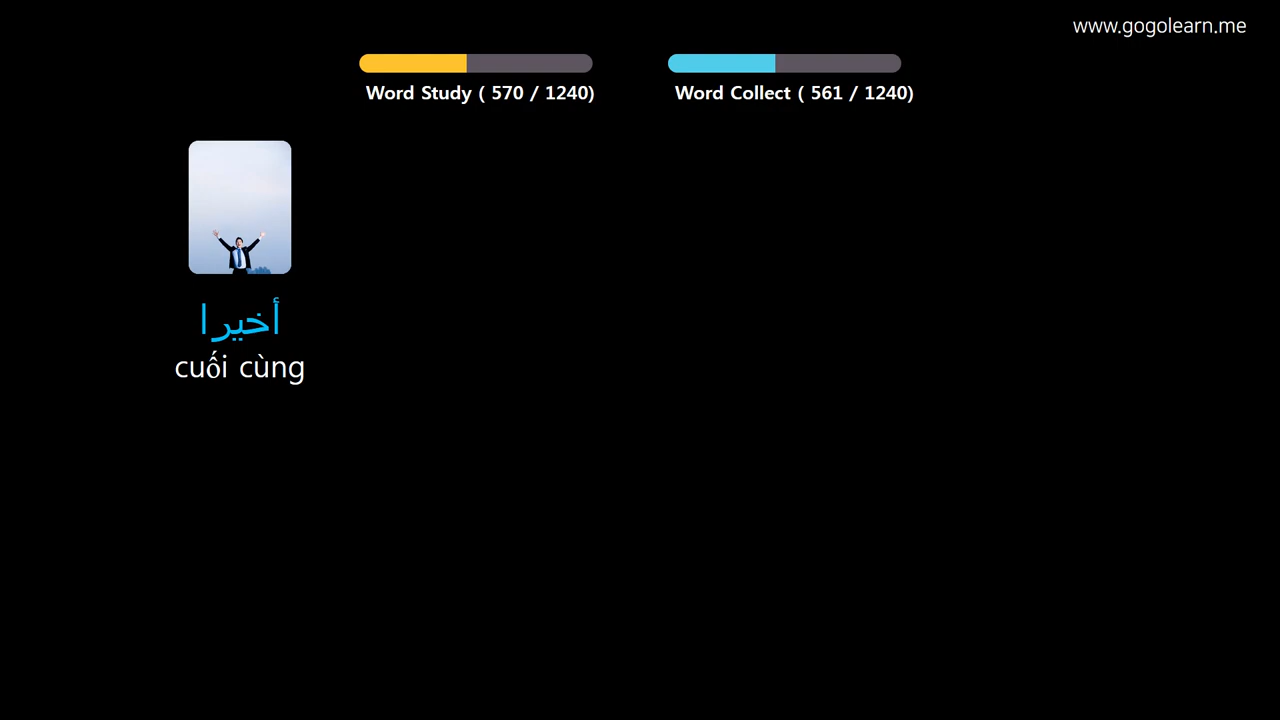 www.gogolearn.me
Word Study ( 570 / 1240)
Word Collect ( 561 / 1240)
أخيرا
cuối cùng